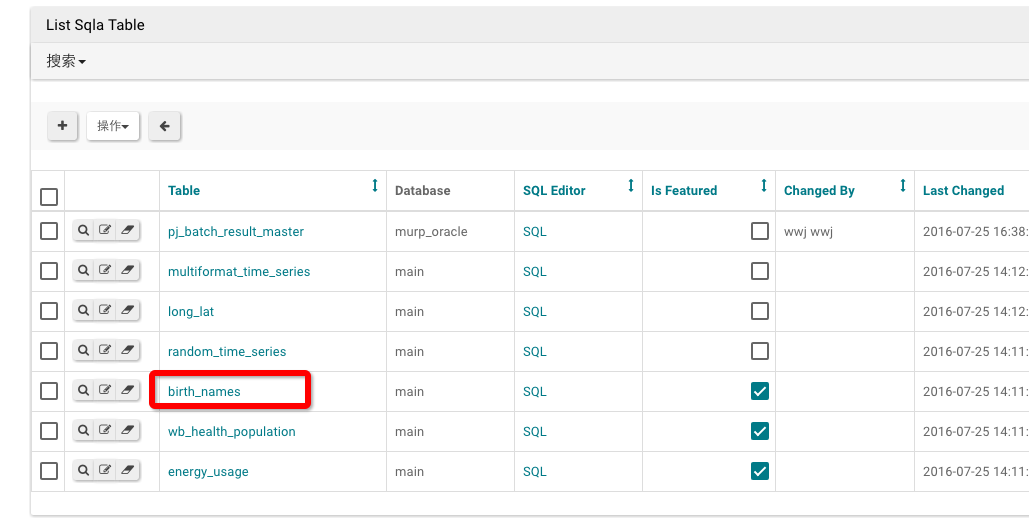 List Sqla Table
搜索
操作
Table Database SQL Editor Is Featured Changed By Last Changed
pj_batch_result_master murp_oracle SQL wwj wwj 2016-07-25 16:38:
multiformat_time_series main SQL 2016-07-25 14:12:
long_lat main SQL 2016-07-25 14:12:
random_time_series main SQL 2016-07-25 14:11:
birth_names main SQL 2016-07-25 14:11:
wb_health_population main SQL 2016-07-25 14:11:
energy_usage main SQL 2016-07-25 14:11: